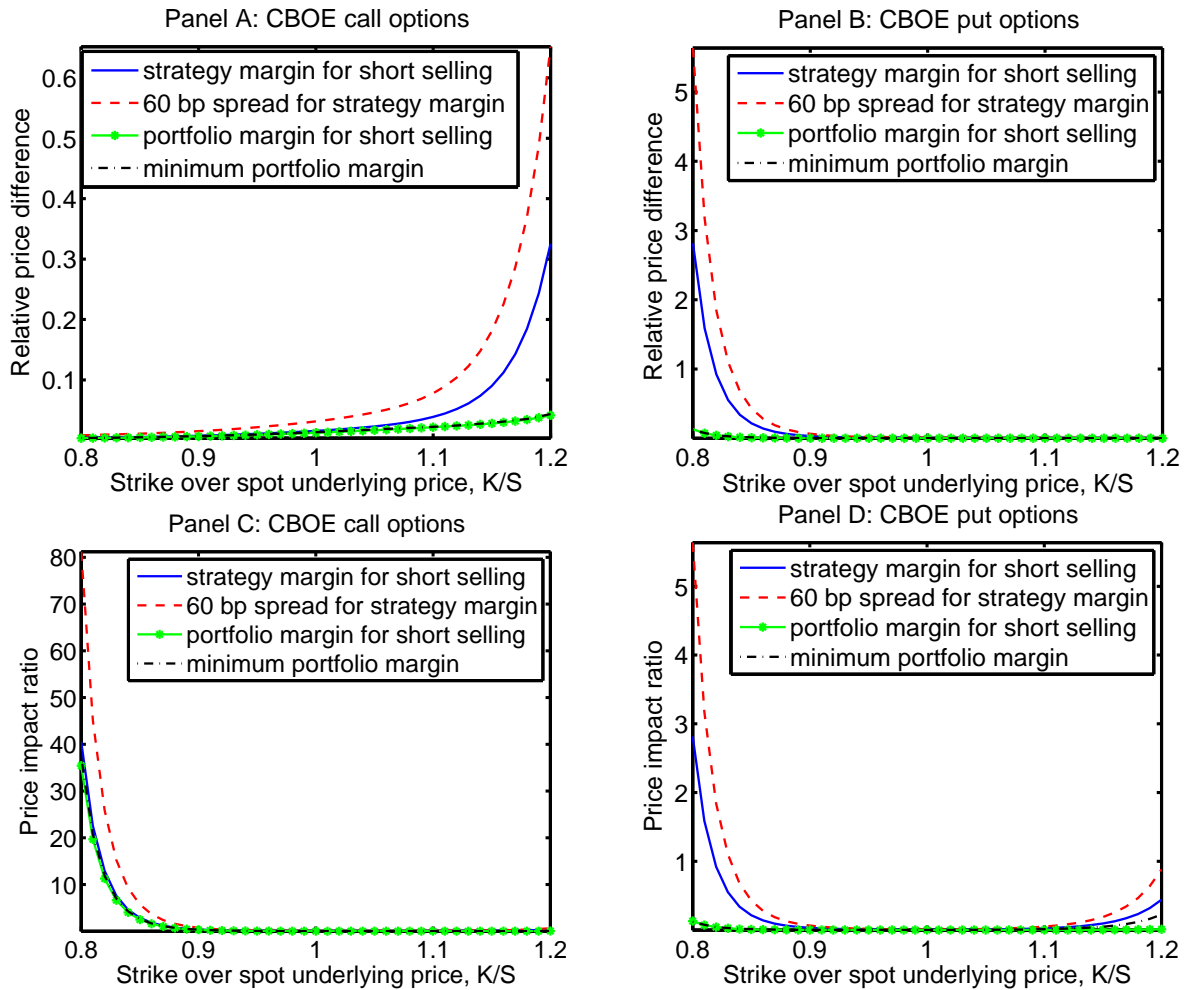 Panel A: CBOE call options
Relative price difference
0.6
0.5
0.4
0.3
0.2
0.1
strategy margin for short selling
60 bp spread for strategy margin
portfolio margin for short selling
minimum portfolio margin
0.8 0.9 1 1.1 1.2
Strike over spot underlying price, K/S
Panel B: CBOE put options
Relative price difference
5
4
3
2
1
strategy margin for short selling
60 bp spread for strategy margin
portfolio margin for short selling
minimum portfolio margin
0.8 0.9 1 1.1 1.2
Strike over spot underlying price, K/S
Panel C: CBOE call options
Price impact ratio
80
70
60
50
40
30
20
10
strategy margin for short selling
60 bp spread for strategy margin
portfolio margin for short selling
minimum portfolio margin
0.8 0.9 1 1.1 1.2
Strike over spot underlying price, K/S
Panel D: CBOE put options
Price impact ratio
5
4
3
2
1
strategy margin for short selling
60 bp spread for strategy margin
portfolio margin for short selling
minimum portfolio margin
0.8 0.9 1 1.1 1.2
Strike over spot underlying price, K/S